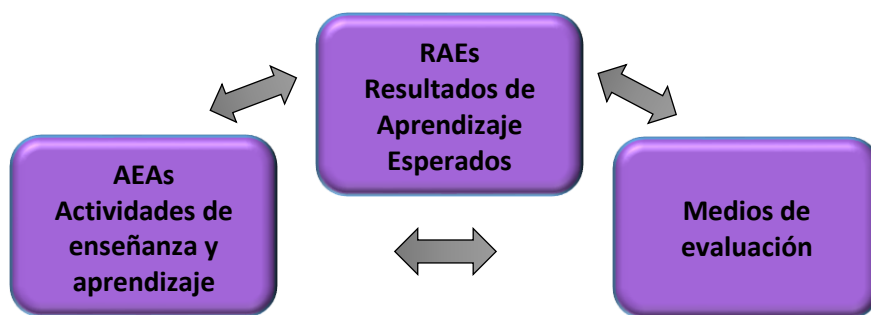 RAEs
Resultados de
Aprendizaje
Esperados
AEAs
Actividades de
enseñanza y
aprendizaje
Medios de
evaluación